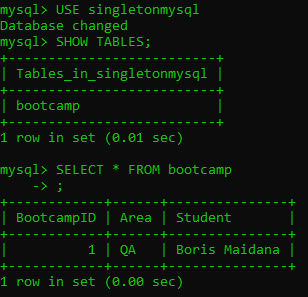 mysql> USE singletonmysql
Database changed
mysql> SHOW TABLES;
+--------------------------+
| Tables_in_singletonmysql |
+--------------------------+
| bootcamp                 |
+--------------------------+
1 row in set (0.01 sec)

mysql> SELECT * FROM bootcamp
    -> ;
+------------+------+---------------+
| BootcampID | Area | Student       |
+------------+------+---------------+
|          1 | QA   | Boris Maidana |
+------------+------+---------------+
1 row in set (0.00 sec)